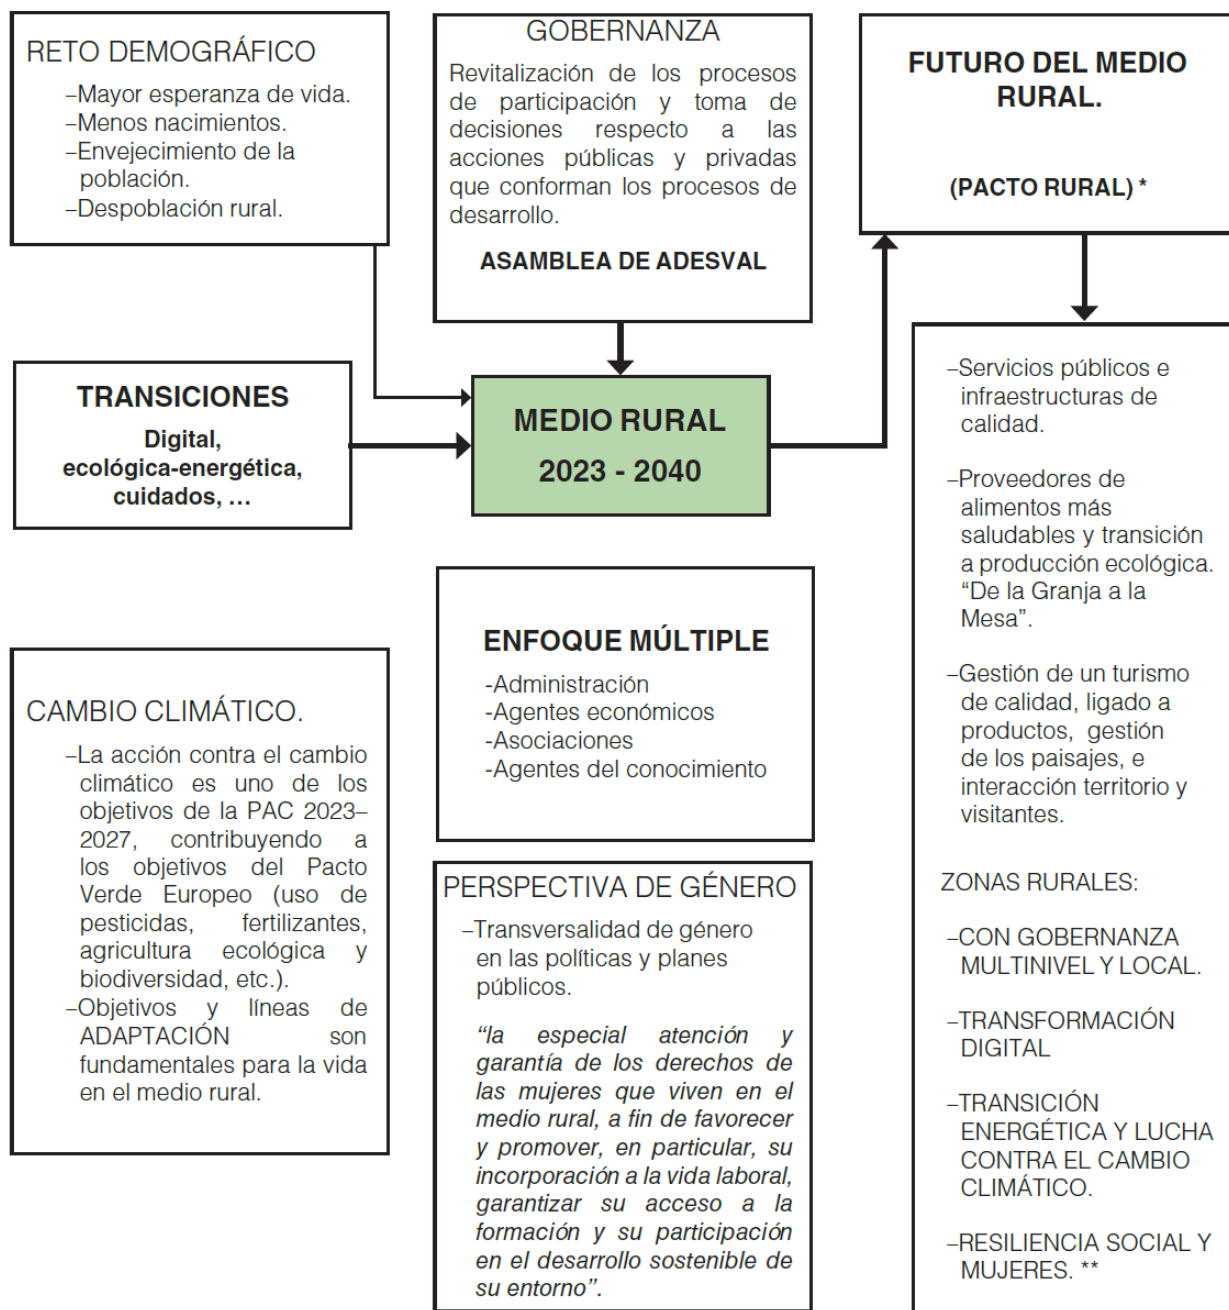 RETO DEMOGRÁFICO
–Mayor esperanza de vida.
–Menos nacimientos.
–Envejecimiento de la
población.
–Despoblación rural.
GOBERNANZA
Revitalización de los procesos
de participación y toma de
decisiones respecto a las
acciones públicas y privadas
que conforman los procesos de
desarrollo.
ASAMBLEA DE ADESVAL
FUTURO DEL MEDIO
RURAL.
(PACTO RURAL) *
TRANSICIONES
Digital,
ecológica-energética,
cuidados, …
MEDIO RURAL
2023 - 2040
ENFOQUE MÚLTIPLE
-Administración
-Agentes económicos
-Asociaciones
-Agentes del conocimiento
CAMBIO CLIMÁTICO.
–La acción contra el cambio
climático es uno de los
objetivos de la PAC 2023–
2027, contribuyendo a
los objetivos del Pacto
Verde Europeo (uso de
pesticidas, fertilizantes,
agricultura ecológica y
biodiversidad, etc.).
–Objetivos y líneas de
ADAPTACIÓN son
fundamentales para la vida
en el medio rural.
PERSPECTIVA DE GÉNERO
–Transversalidad de género
en las políticas y planes
públicos.
“la especial atención y
garantía de los derechos de
las mujeres que viven en el
medio rural, a fin de favorecer
y promover, en particular, su
incorporación a la vida laboral,
garantizar su acceso a la
formación y su participación
en el desarrollo sostenible de
su entorno”.
–Servicios públicos e
infraestructuras de
calidad.
–Proveedores de
alimentos más
saludables y transición
a producción ecológica.
“De la Granja a la
Mesa”.
–Gestión de un turismo
de calidad, ligado a
productos, gestión
de los paisajes, e
interacción territorio y
visitantes.
ZONAS RURALES:
–CON GOBERNANZA
MULTINIVEL Y LOCAL.
–TRANSFORMACIÓN
DIGITAL
–TRANSICIÓN
ENERGÉTICA Y LUCHA
CONTRA EL CAMBIO
CLIMÁTICO.
–RESILIENCIA SOCIAL Y
MUJERES. **